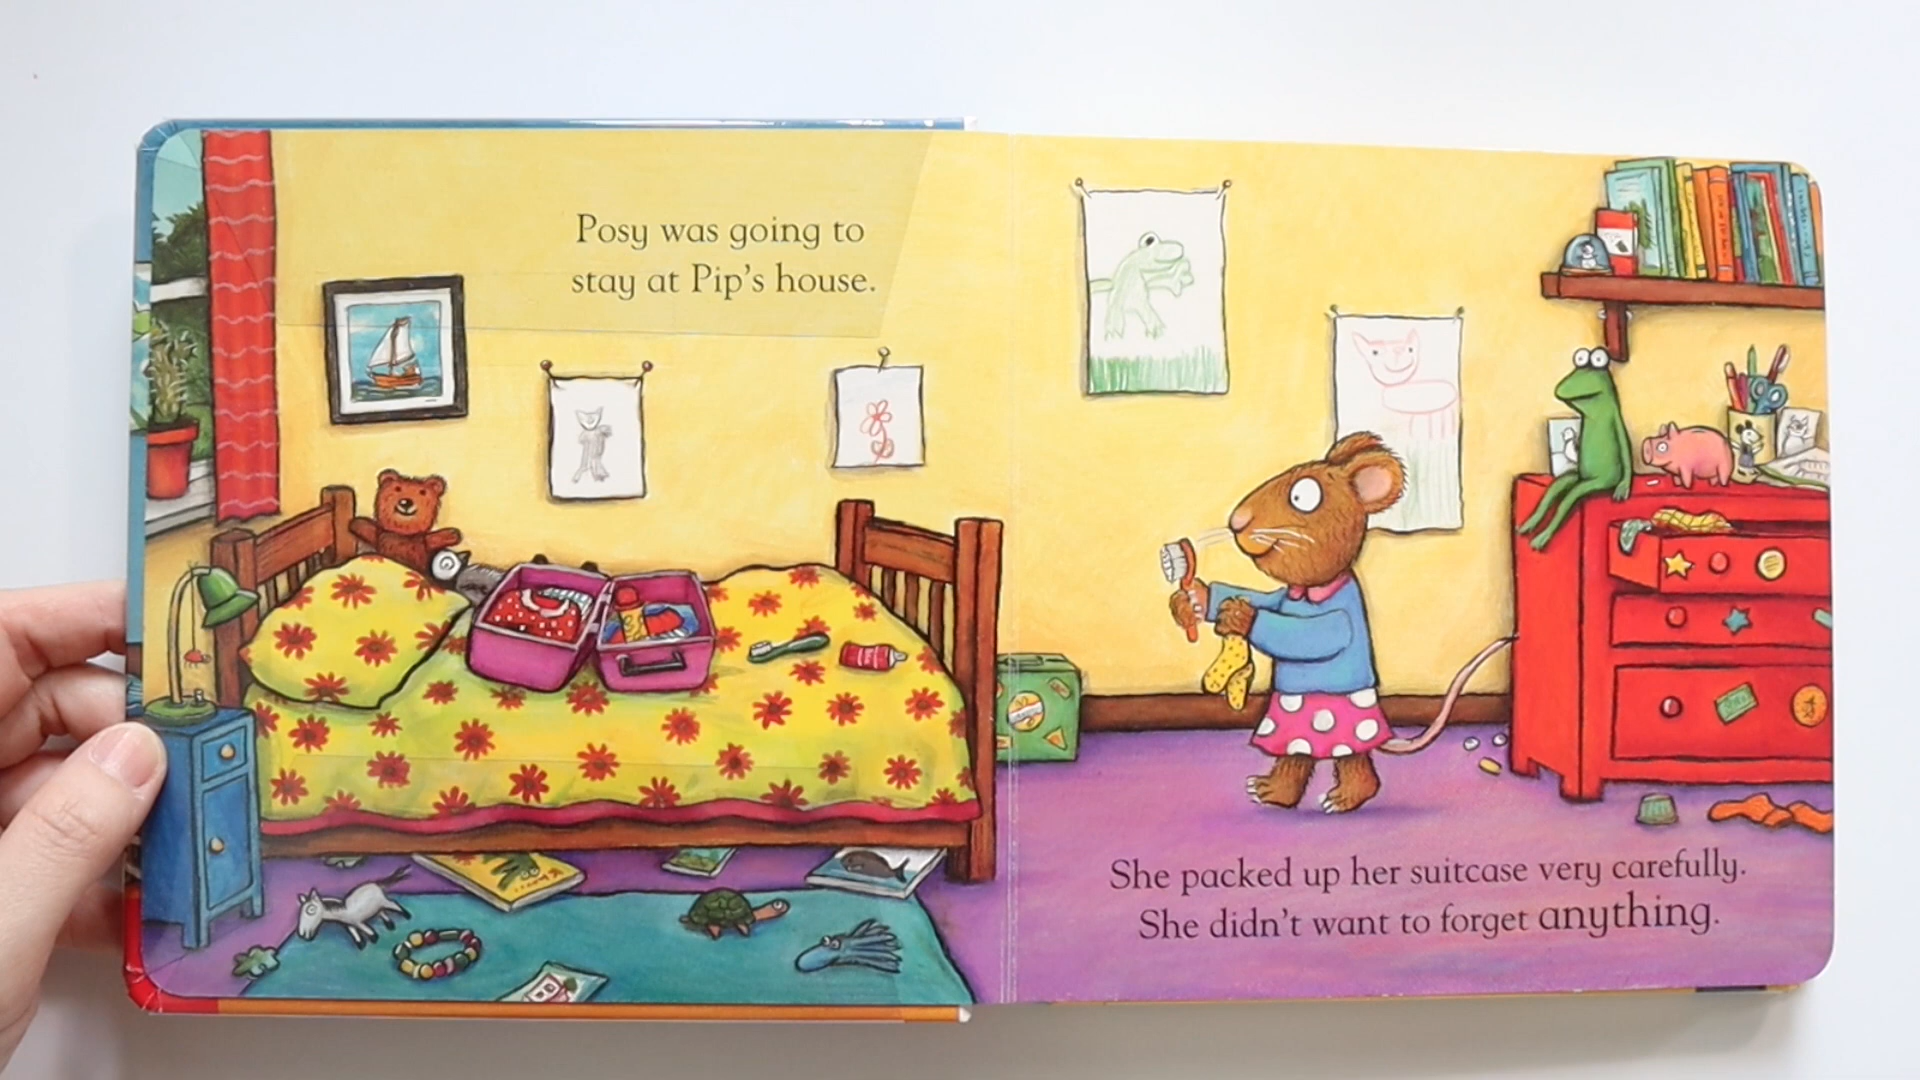 Posy was going to
stay at Pip's house.
She packed up her suitcase very carefully.
She didn't want to forget anything.